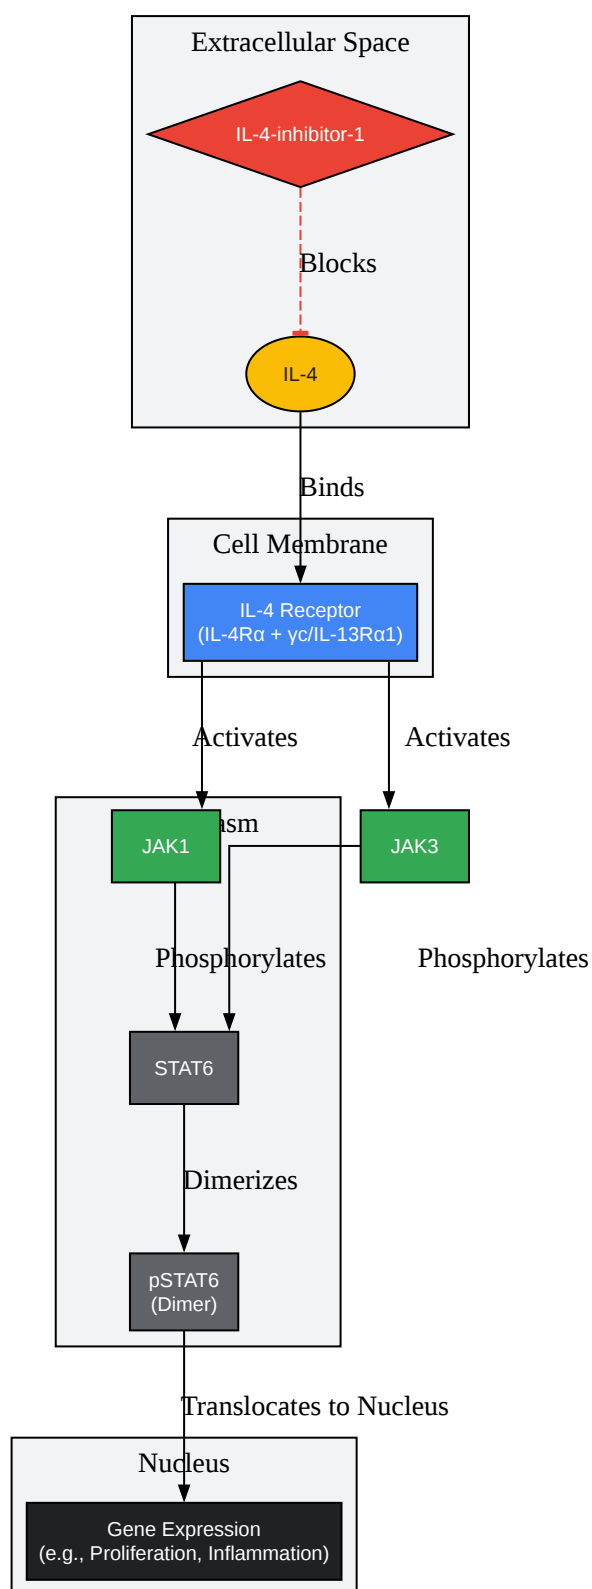 Extracellular Space
IL-4-inhibitor-1
Blocks
IL-4
Binds
Cell Membrane
IL-4 Receptor
(IL-4Rα + γc/IL-13Rα1)
Activates
Activates
JAK1
JAK3
Phosphorylates
Phosphorylates
STAT6
Dimerizes
pSTAT6
(Dimer)
Translocates to Nucleus
Nucleus
Gene Expression
(e.g., Proliferation, Inflammation)